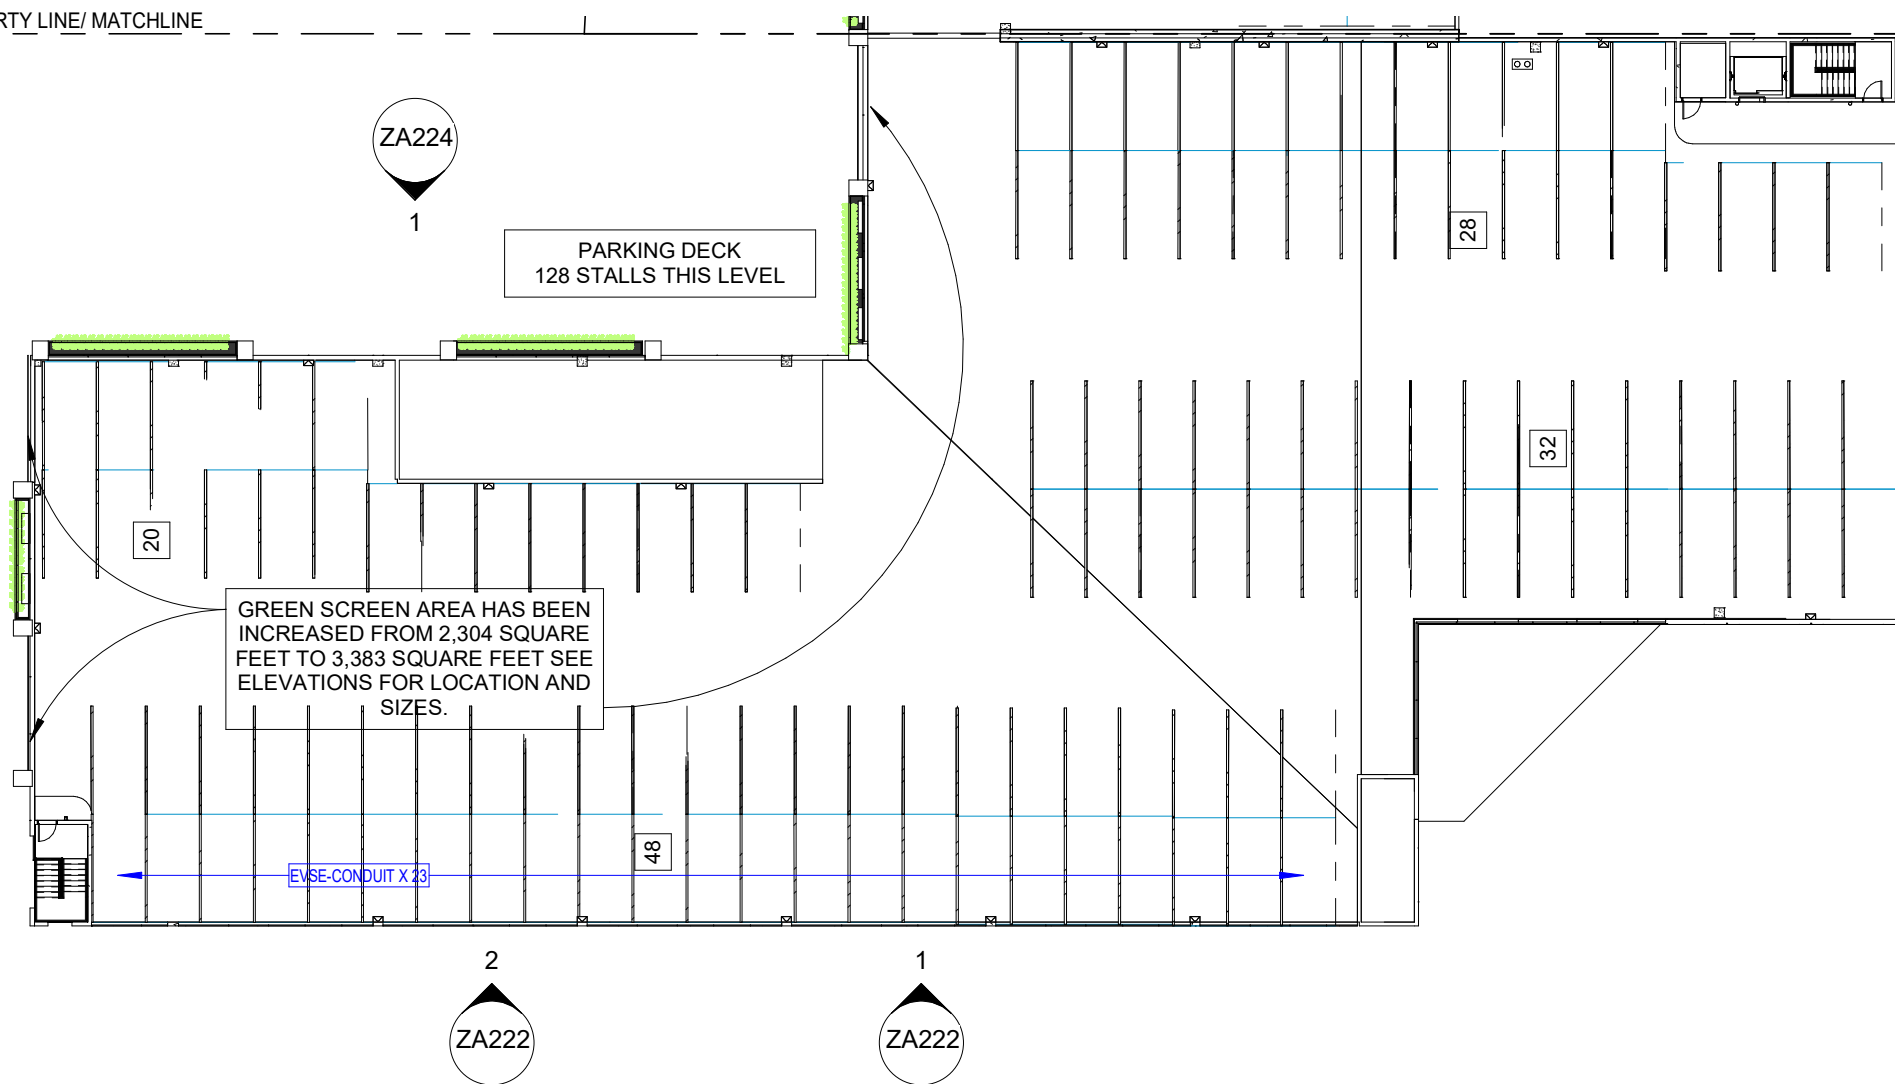 RTY LINE/ MATCHLINE
ZA224
1
PARKING DECK
128 STALLS THIS LEVEL
28
32
20
GREEN SCREEN AREA HAS BEEN
INCREASED FROM 2,304 SQUARE
FEET TO 3,383 SQUARE FEET SEE
ELEVATIONS FOR LOCATION AND
SIZES.
48
EVSE-CONDUIT X 23
2
ZA222
1
ZA222